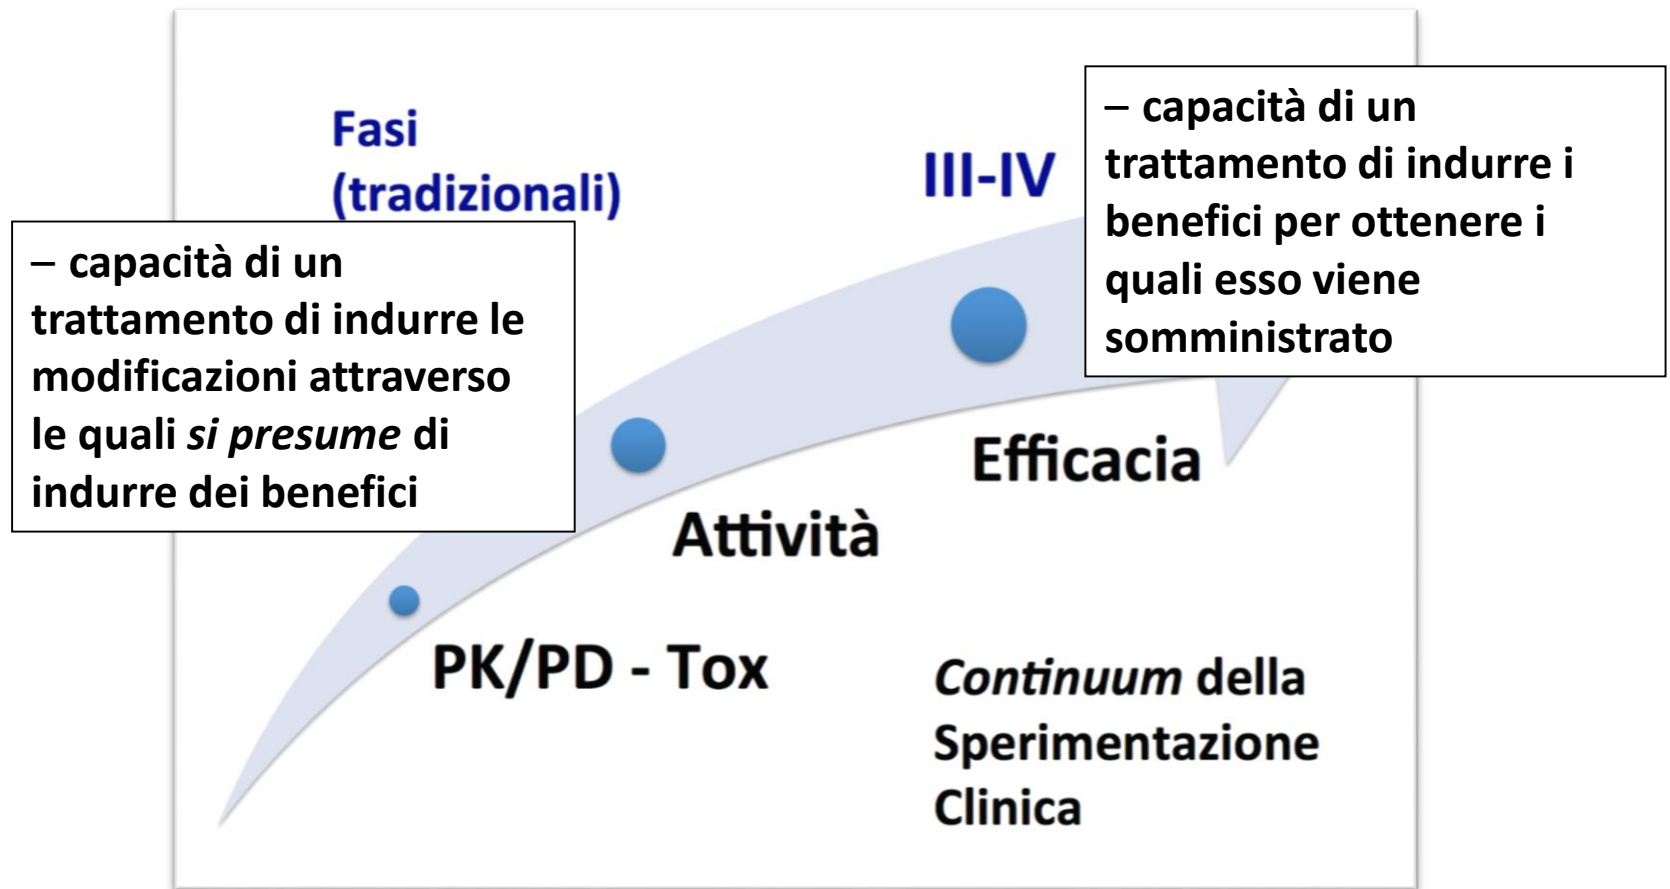 Fasi
(tradizionali)
III-IV
– capacità di un
trattamento di indurre i
benefici per ottenere i
quali esso viene
somministrato
– capacità di un
trattamento di indurre le
modificazioni attraverso
le quali si presume di
indurre dei benefici
Efficacia
Attività
PK/PD - Tox
Continuum della
Sperimentazione
Clinica